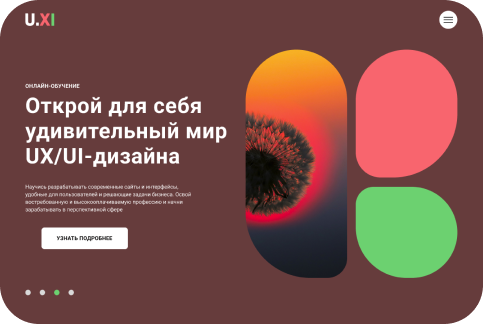 U.XI
ОНЛАЙН-ОБУЧЕНИЕ
Открой для себя
удивительный мир
UX/UI-дизайна
Научись разрабатывать современные сайты и интерфейсы,
удобные для пользователей и решающие задачи бизнеса. Освой
востребованную и высокооплачиваемую профессию и начни
зарабатывать в перспективной сфере
УЗНАТЬ ПОДРОБНЕЕ